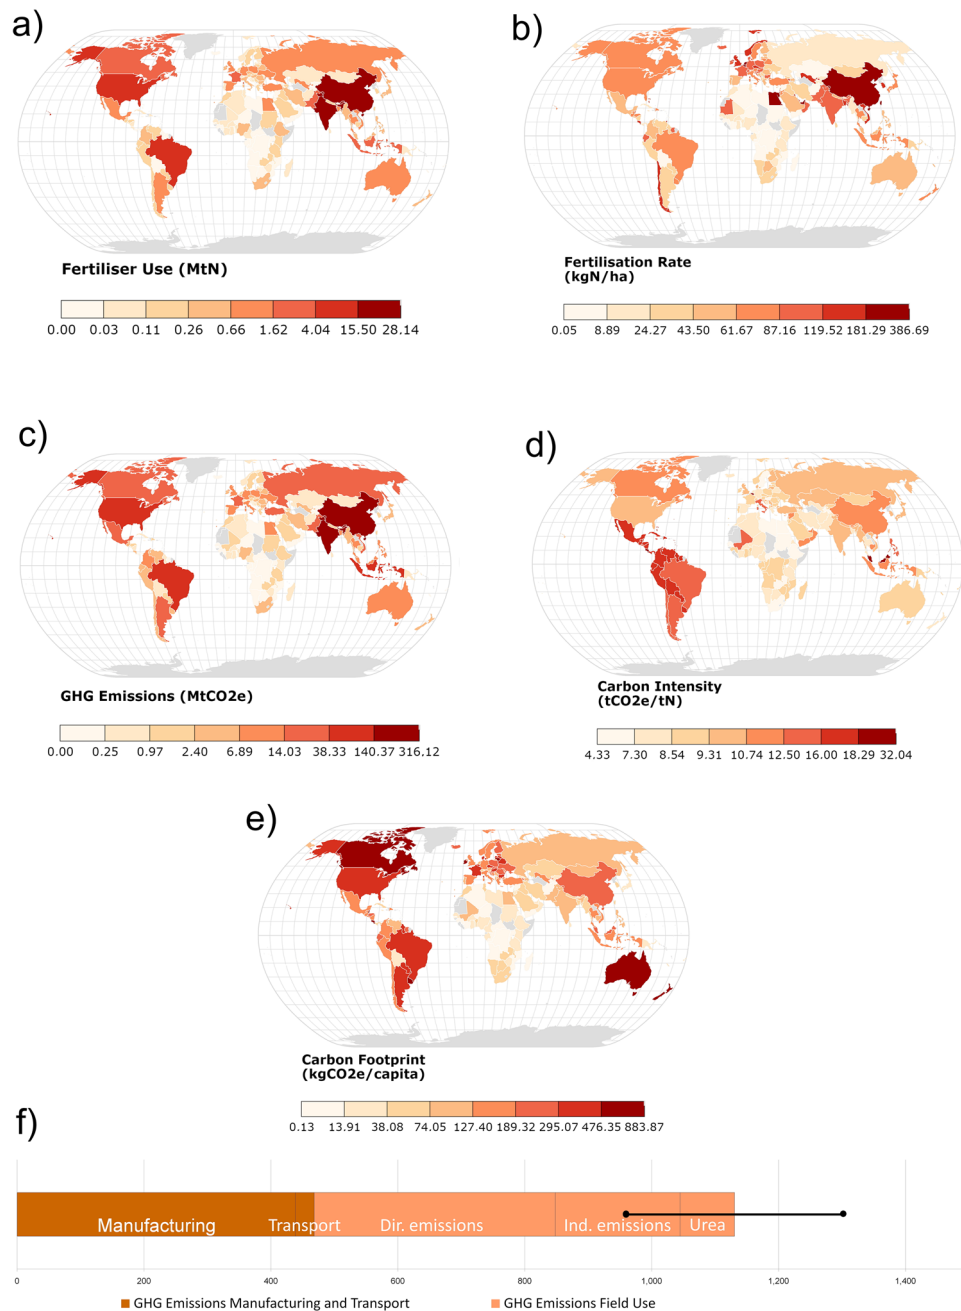 a)
b)
Fertiliser Use (MtN)
0.00 0.03 0.11 0.26 0.66 1.62 4.04 15.50 28.14
Fertilisation Rate
(kgN/ha)
0.05 8.89 24.27 43.50 61.67 87.16 119.52 181.29 386.69
c)
d)
GHG Emissions (MtCO2e)
0.00 0.25 0.97 2.40 6.89 14.03 38.33 140.37 316.12
Carbon Intensity
(tCO2e/tN)
4.33 7.30 8.54 9.31 10.74 12.50 16.00 18.29 32.04
e)
Carbon Footprint
(kgCO2e/capita)
0.13 13.91 38.08 74.05 127.40 189.32 295.07 476.35 883.87
f)
Manufacturing Transport Dir. emissions Ind. emissions Urea
0 200 400 600 800 1,000 1,200 1,400
GHG Emissions Manufacturing and Transport GHG Emissions Field Use